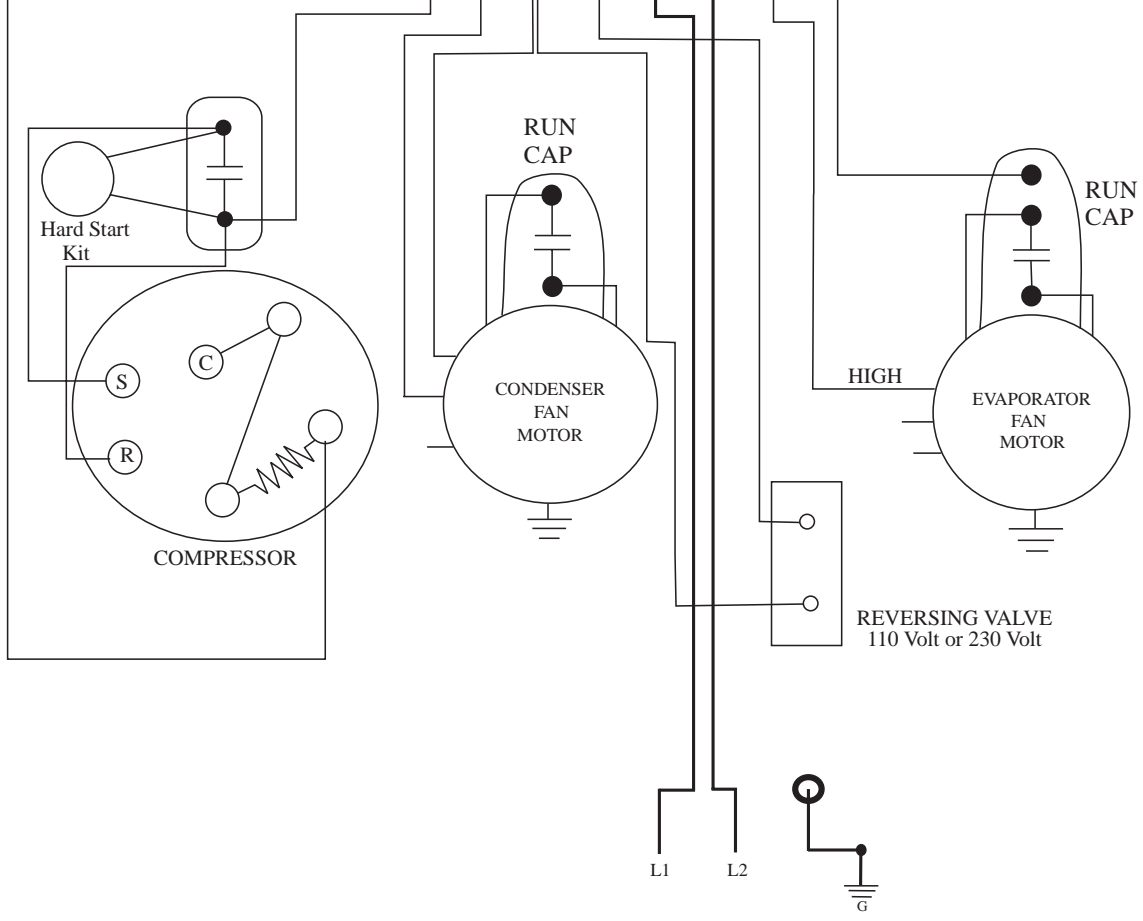 RUN
CAP
RUN
CAP
Hard Start
Kit
C
S
R
HIGH
CONDENSER
FAN
MOTOR
EVAPORATOR
FAN
MOTOR
COMPRESSOR
REVERSING VALVE
110 Volt or 230 Volt
L1
L2
G